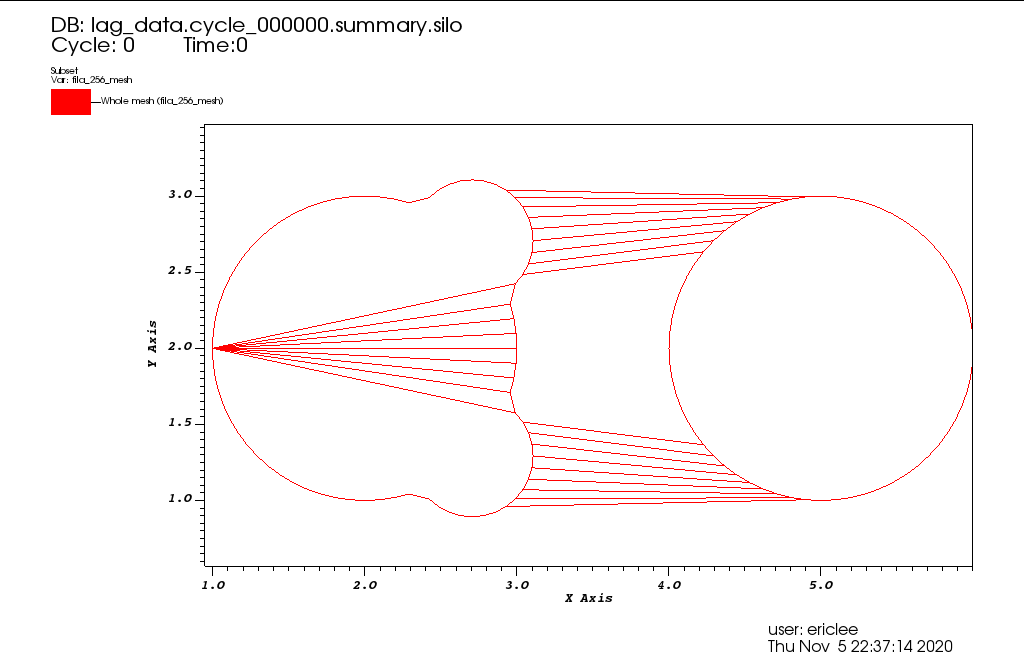 DB: lag_data.cycle_000000.summary.silo
Cycle: 0 Time:0
Subset
Var: fila_256_mesh
Whole mesh (fila_256_mesh)
3.0
2.5
2.0
1.5
1.0
Y Axis
1.0 2.0 3.0 4.0 5.0
X Axis
user: ericlee
Thu Nov 5 22:37:14 2020